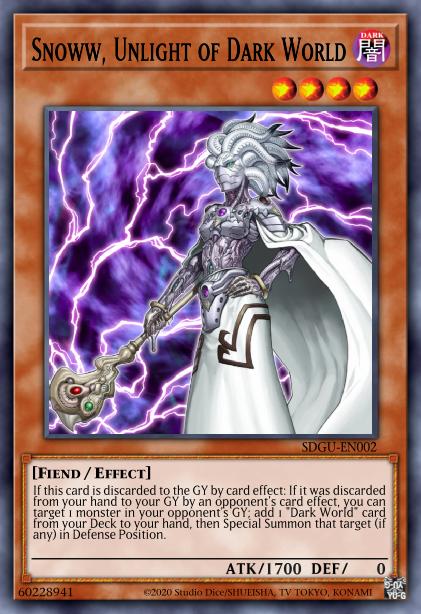 Snoww, Unlight of Dark World
DARK
闇
SDGU-EN002
[Fiend / Effect]
If this card is discarded to the GY by card effect: If it was discarded
from your hand to your GY by an opponent's card effect, you can
target 1 monster in your opponent's GY; add 1 "Dark World" card
from your Deck to your hand, then Special Summon that target (if
any) in Defense Position.
ATK/1700 DEF/ 0
60228941
©2020 Studio Dice/SHUEISHA, TV TOKYO, KONAMI